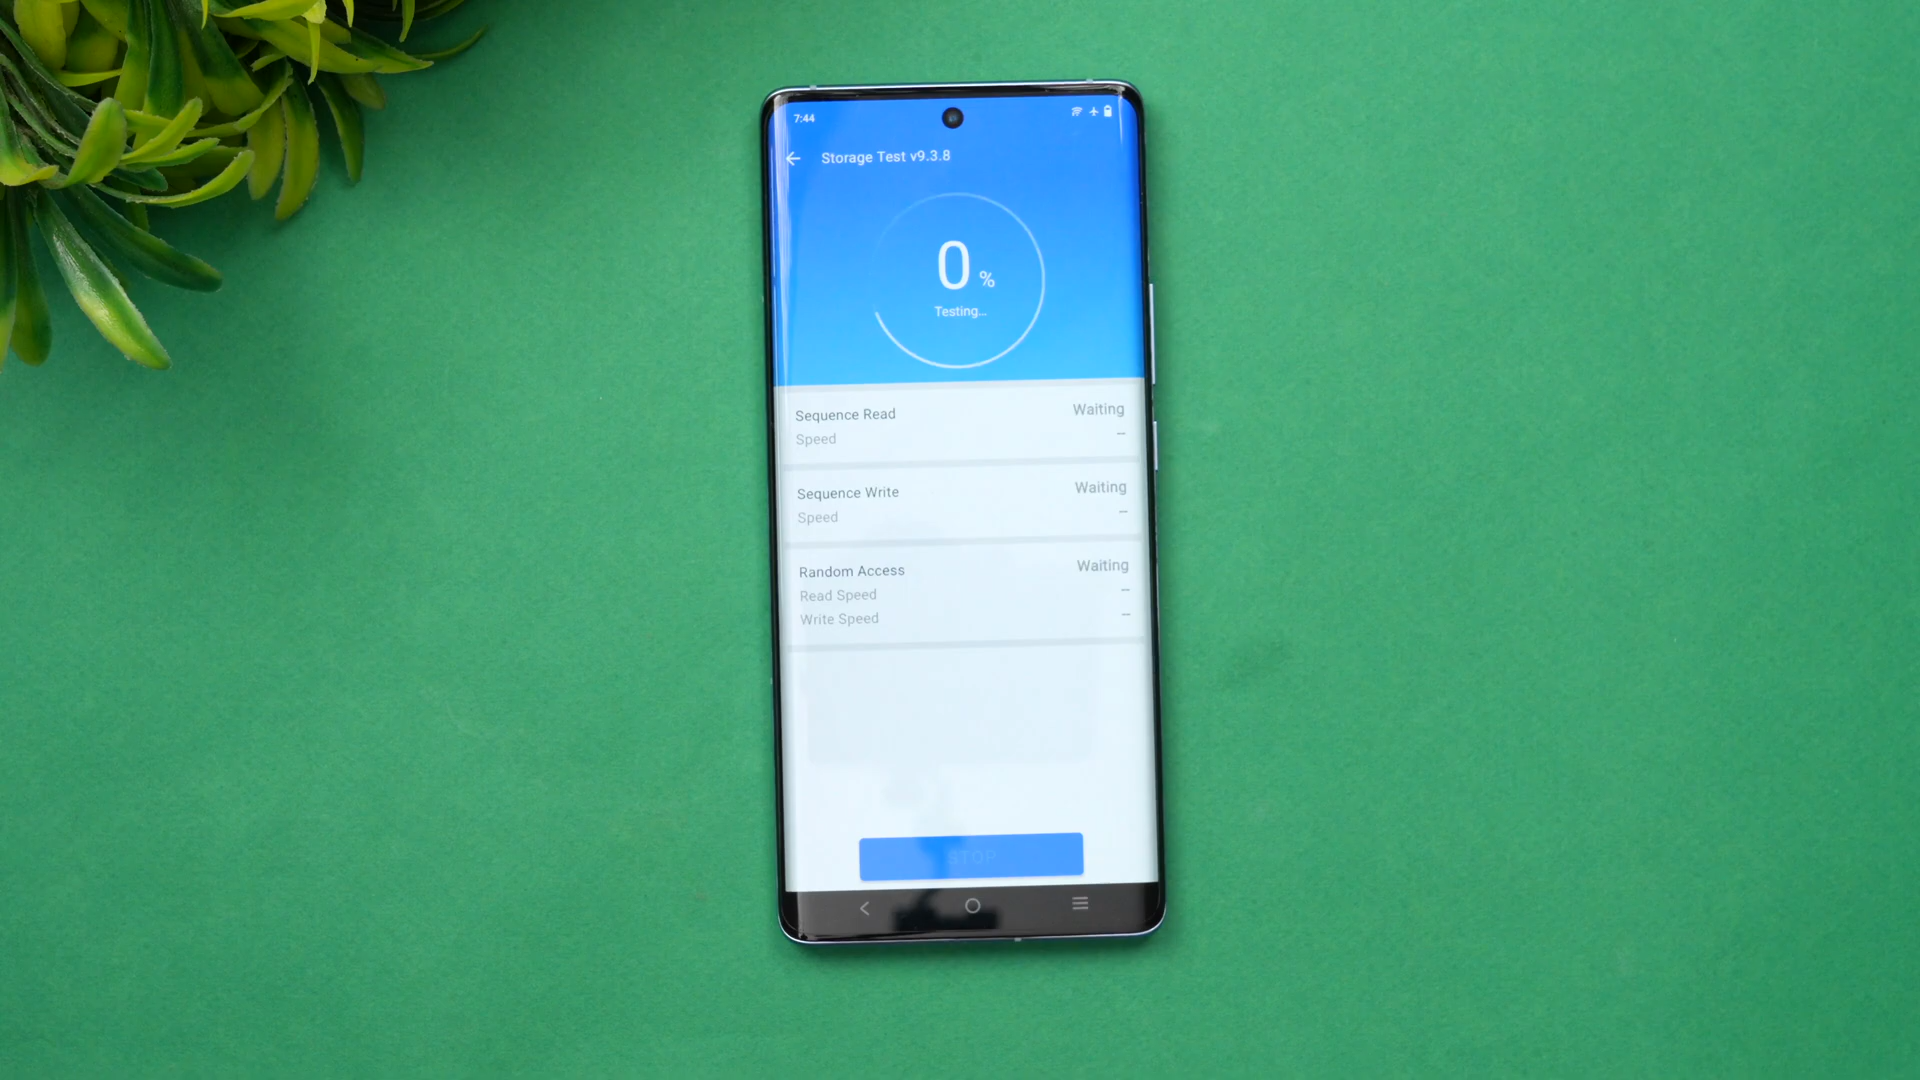 7:44
Storage Test v9.3.8
0 %
Testing...
Sequence Read Waiting
Speed --
Sequence Write Waiting
Speed --
Random Access Waiting
Read Speed --
Write Speed --
STOP